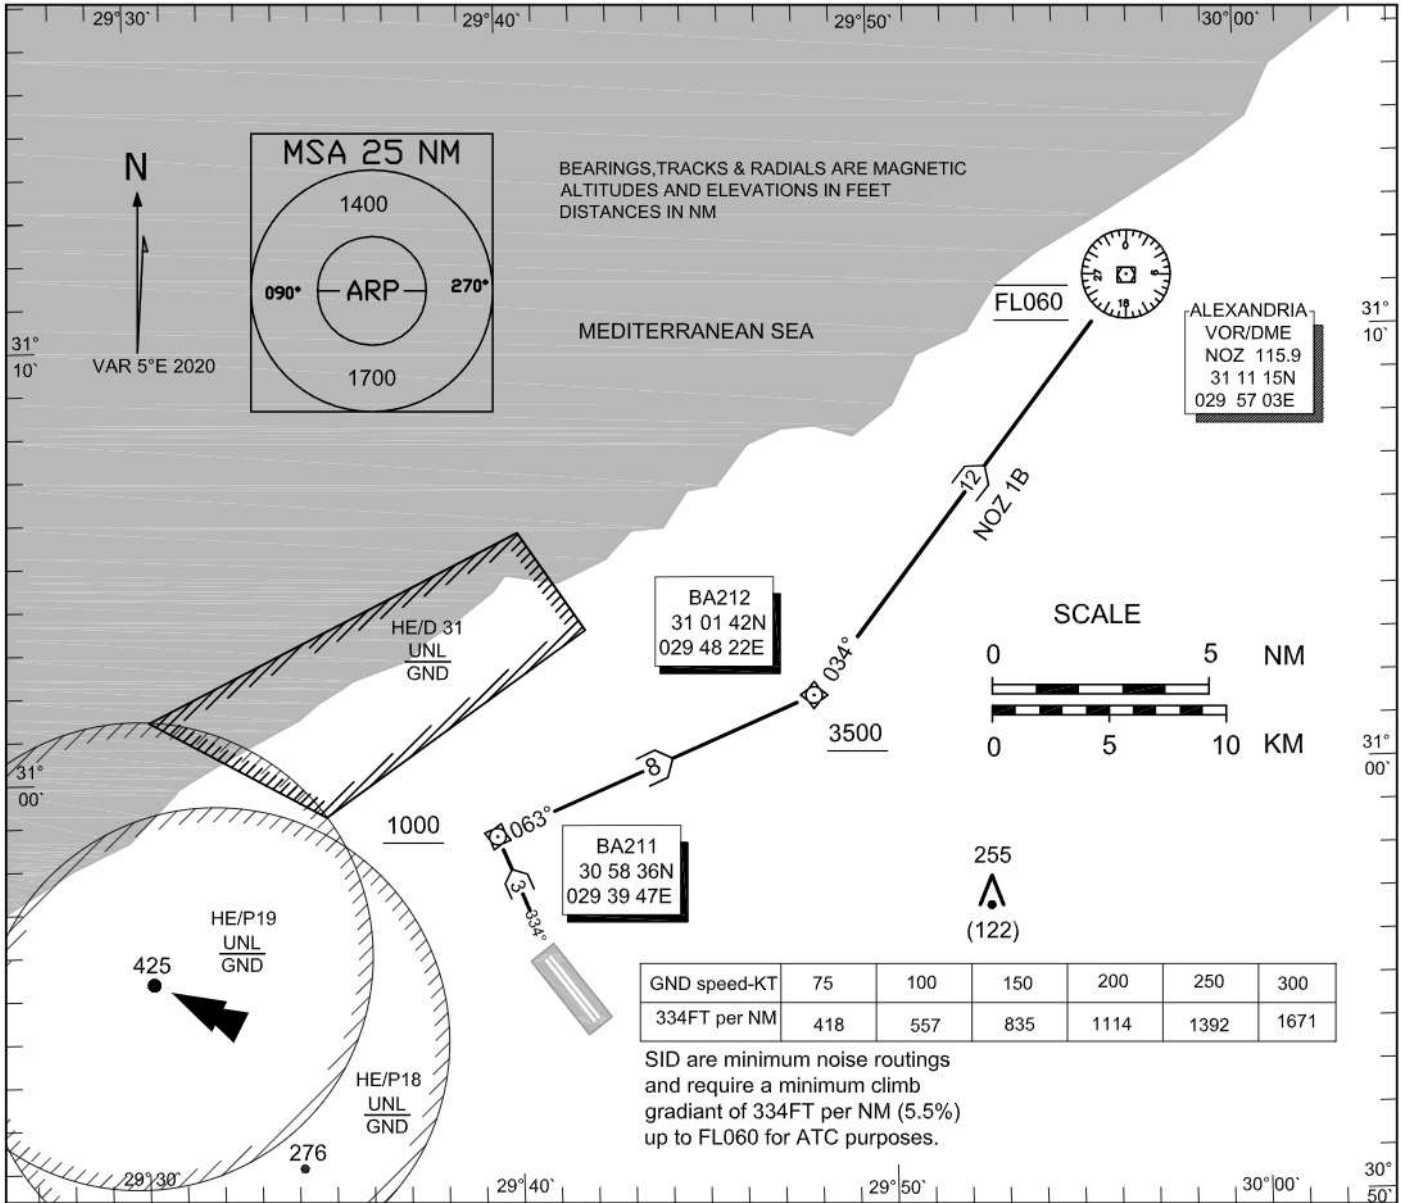 29°30`
29°40`
29°50`
30°00`
N
VAR 5°E 2020
MSA 25 NM
1400
090°
ARP
270°
1700
BEARINGS,TRACKS & RADIALS ARE MAGNETIC
ALTITUDES AND ELEVATIONS IN FEET
DISTANCES IN NM
MEDITERRANEAN SEA
FL060
0
27
9
18
ALEXANDRIA
VOR/DME
NOZ 115.9
31 11 15N
029 57 03E
31°
10`
31°
10`
12
NOZ 1B
034°
BA212
31 01 42N
029 48 22E
3500
SCALE
0 5 NM
0 5 10 KM
HE/D 31
UNL
GND
31°
00`
31°
00`
1000
8
063°
BA211
30 58 36N
029 39 47E
3
334°
255
(122)
HE/P19
UNL
GND
425
HE/P18
UNL
GND
276
GND speed-KT 75 100 150 200 250 300
334FT per NM 418 557 835 1114 1392 1671
SID are minimum noise routings
and require a minimum climb
gradiant of 334FT per NM (5.5%)
up to FL060 for ATC purposes.
29°30`
29°40`
29°50`
30°00`
30°
50`